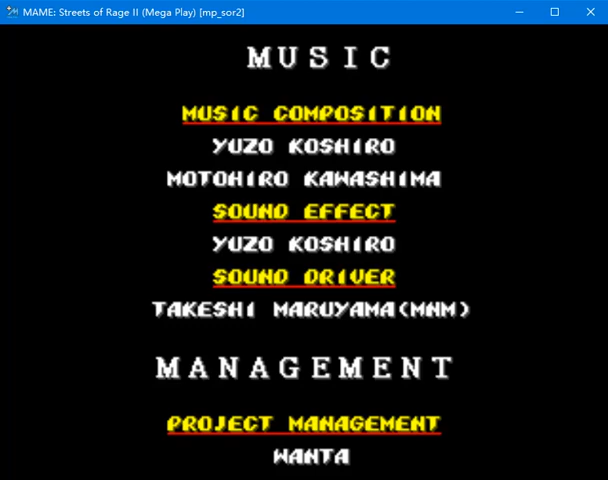 MAME: Streets of Rage II (Mega Play) [mp_sor2]
MUSIC
MUSIC COMPOSITION
YUZO KOSHIRO
MOTOHIRO KAWASHIMA
SOUND EFFECT
YUZO KOSHIRO
SOUND DRIVER
TAKESHI MARUYAMA(MNM)
MANAGEMENT
PROJECT MANAGEMENT
WANTA